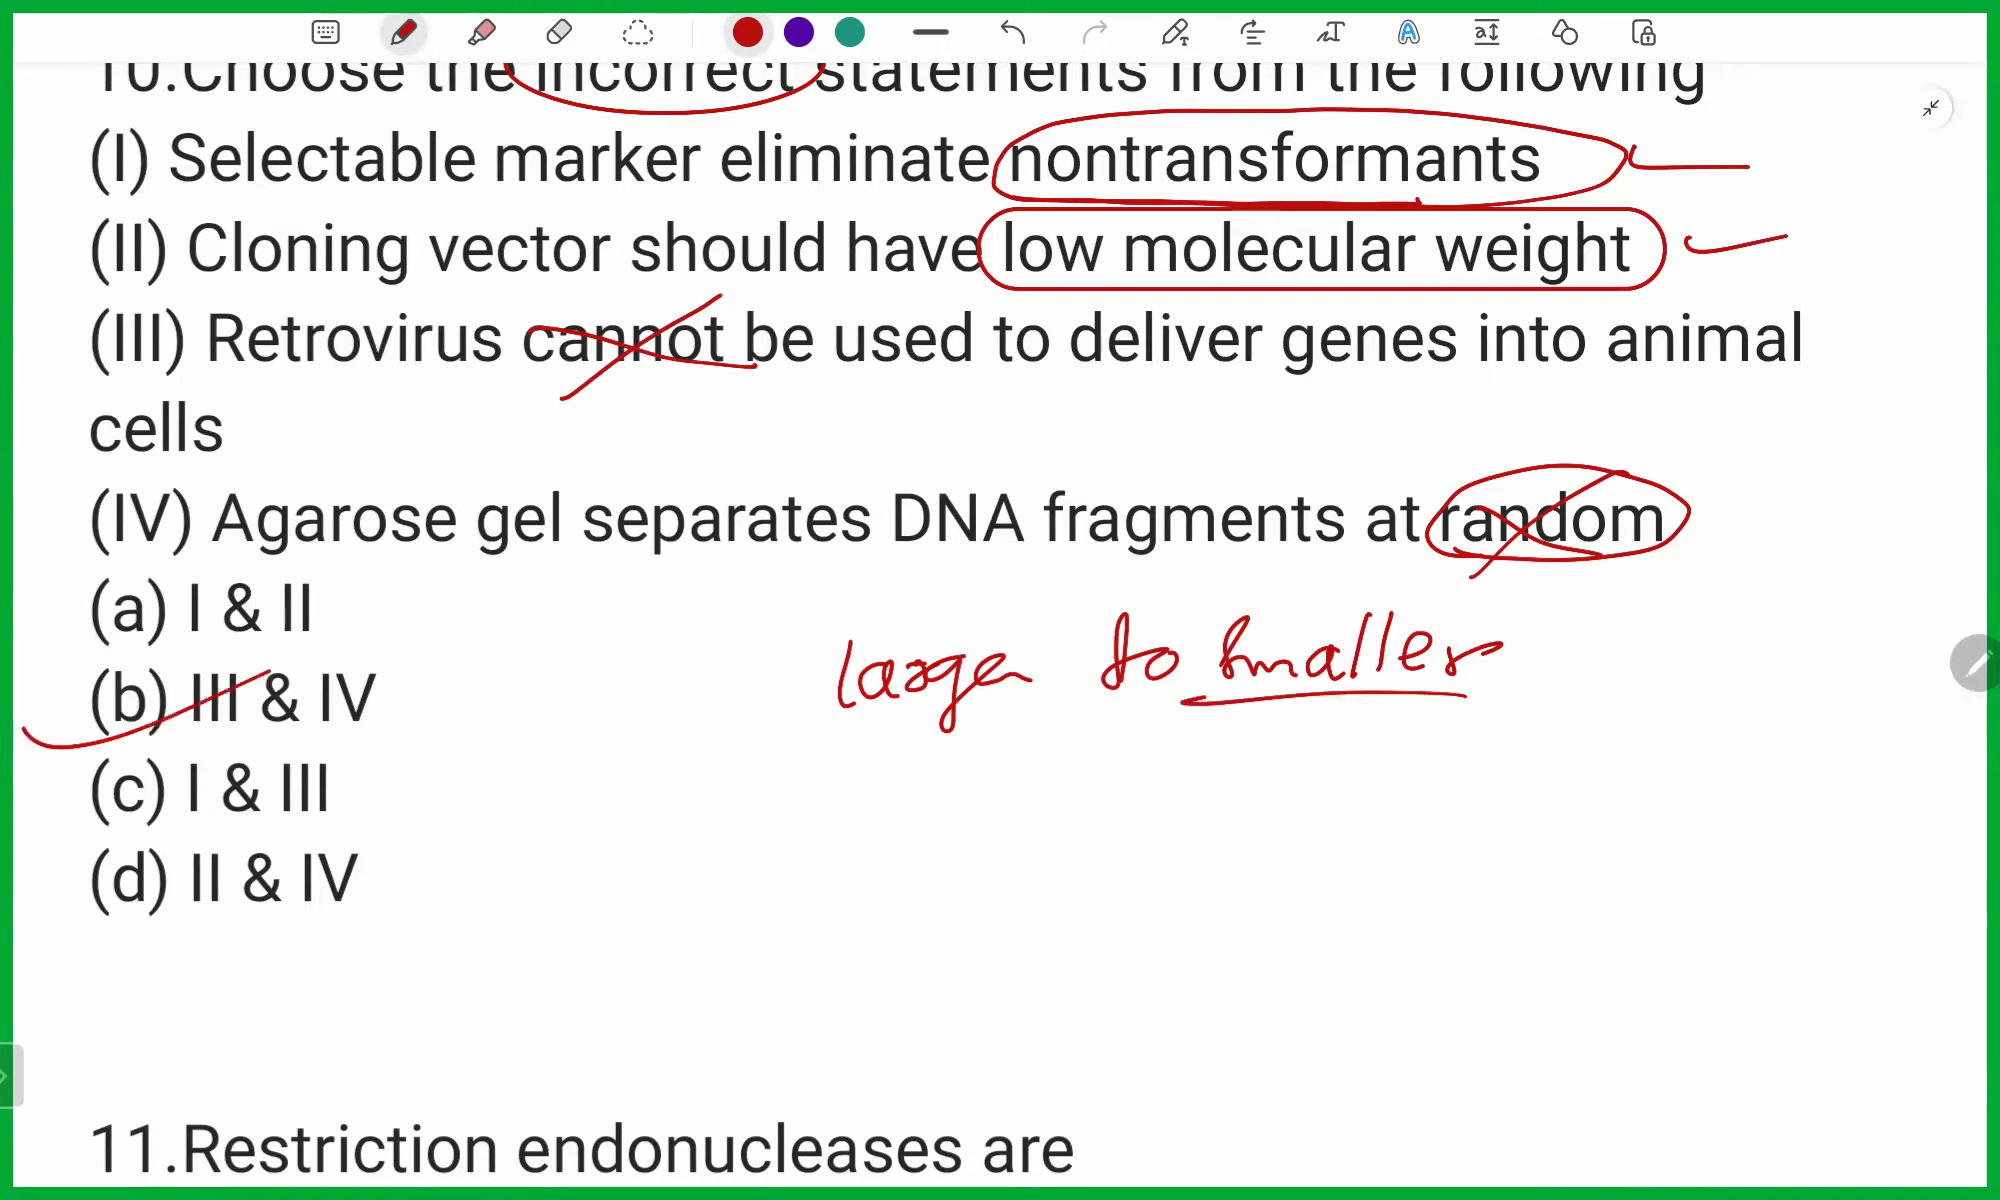 10.Choose the incorrect statements from the following
(I) Selectable marker eliminate nontransformants
(II) Cloning vector should have low molecular weight
(III) Retrovirus cannot be used to deliver genes into animal
cells
(IV) Agarose gel separates DNA fragments at random
(a) I & II
large to smaller
(b) III & IV
(c) I & III
(d) II & IV
11.Restriction endonucleases are